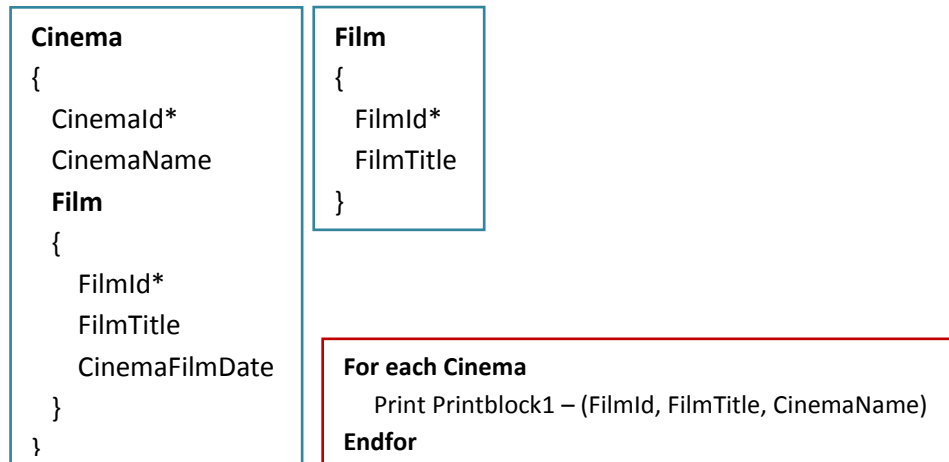 Cinema
{
CinemaId*
CinemaName
Film
{
FilmId*
FilmTitle
CinemaFilmDate
}
}
Film
{
FilmId*
FilmTitle
}
For each Cinema
Print Printblock1 – (FilmId, FilmTitle, CinemaName)
Endfor